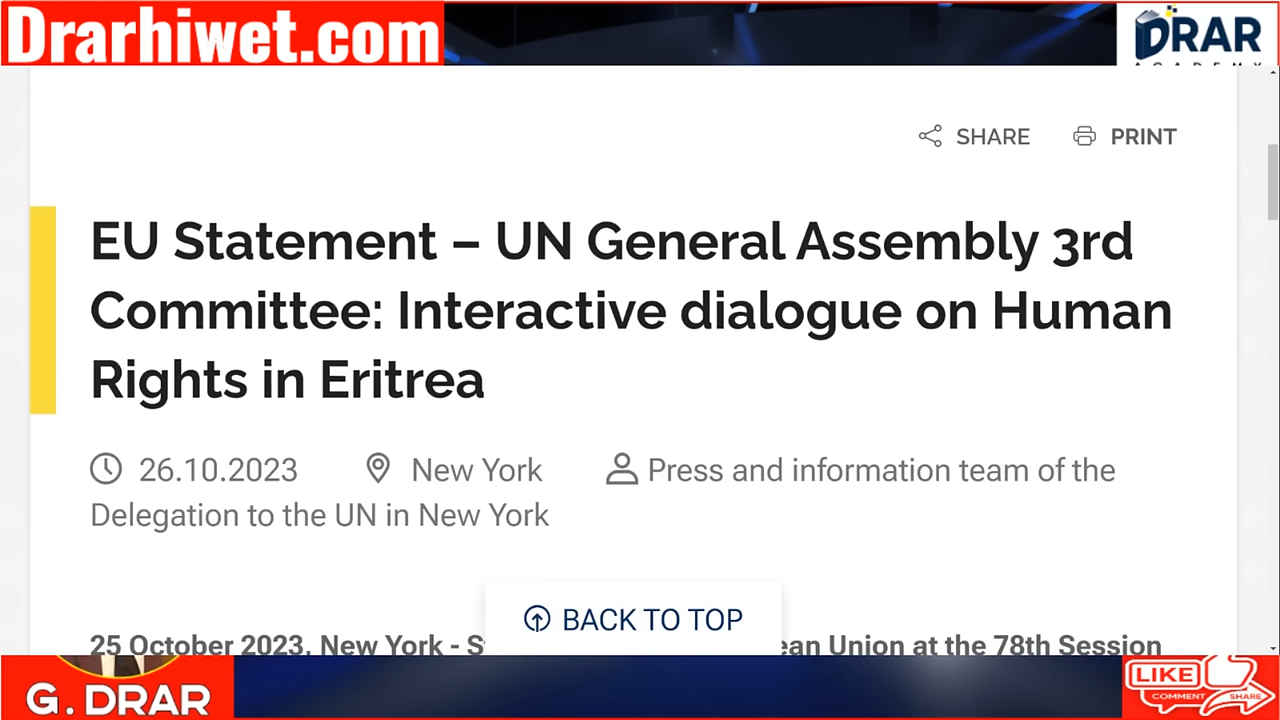 Drarhiwet.com
DRAR
SHARE
PRINT
EU Statement – UN General Assembly 3rd
Committee: Interactive dialogue on Human
Rights in Eritrea
26.10.2023
New York
Press and information team of the
Delegation to the UN in New York
BACK TO TOP
25 October 2023, New York - S
ean Union at the 78th Session
G. DRAR
LIKE
COMMENT
SHARE